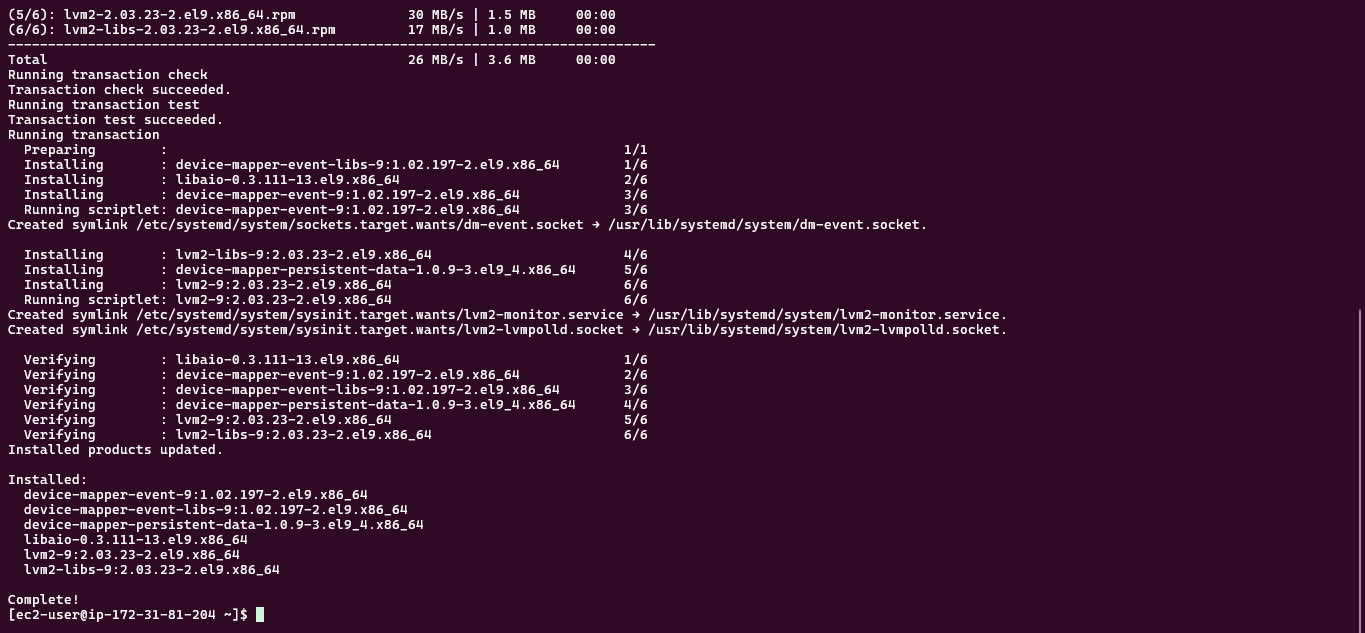 (5/6): lvm2-2.03.23-2.el9.x86_64.rpm              30 MB/s | 1.5 MB     00:00
(6/6): lvm2-libs-2.03.23-2.el9.x86_64.rpm         17 MB/s | 1.0 MB     00:00
---------------------------------------------------------------------------------
Total                                             26 MB/s | 3.6 MB     00:00
Running transaction check
Transaction check succeeded.
Running transaction test
Transaction test succeeded.
Running transaction
  Preparing        :                                                         1/1
  Installing       : device-mapper-event-libs-9:1.02.197-2.el9.x86_64        1/6
  Installing       : libaio-0.3.111-13.el9.x86_64                            2/6
  Installing       : device-mapper-event-9:1.02.197-2.el9.x86_64             3/6
  Running scriptlet: device-mapper-event-9:1.02.197-2.el9.x86_64             3/6
Created symlink /etc/systemd/system/sockets.target.wants/dm-event.socket → /usr/lib/systemd/system/dm-event.socket.

  Installing       : lvm2-libs-9:2.03.23-2.el9.x86_64                        4/6
  Installing       : device-mapper-persistent-data-1.0.9-3.el9_4.x86_64      5/6
  Installing       : lvm2-9:2.03.23-2.el9.x86_64                             6/6
  Running scriptlet: lvm2-9:2.03.23-2.el9.x86_64                             6/6
Created symlink /etc/systemd/system/sysinit.target.wants/lvm2-monitor.service → /usr/lib/systemd/system/lvm2-monitor.service.
Created symlink /etc/systemd/system/sysinit.target.wants/lvm2-lvmpolld.socket → /usr/lib/systemd/system/lvm2-lvmpolld.socket.

  Verifying        : libaio-0.3.111-13.el9.x86_64                            1/6
  Verifying        : device-mapper-event-9:1.02.197-2.el9.x86_64             2/6
  Verifying        : device-mapper-event-libs-9:1.02.197-2.el9.x86_64        3/6
  Verifying        : device-mapper-persistent-data-1.0.9-3.el9_4.x86_64      4/6
  Verifying        : lvm2-9:2.03.23-2.el9.x86_64                             5/6
  Verifying        : lvm2-libs-9:2.03.23-2.el9.x86_64                        6/6
Installed products updated.

Installed:
  device-mapper-event-9:1.02.197-2.el9.x86_64
  device-mapper-event-libs-9:1.02.197-2.el9.x86_64
  device-mapper-persistent-data-1.0.9-3.el9_4.x86_64
  libaio-0.3.111-13.el9.x86_64
  lvm2-9:2.03.23-2.el9.x86_64
  lvm2-libs-9:2.03.23-2.el9.x86_64

Complete!
[ec2-user@ip-172-31-81-204 ~]$